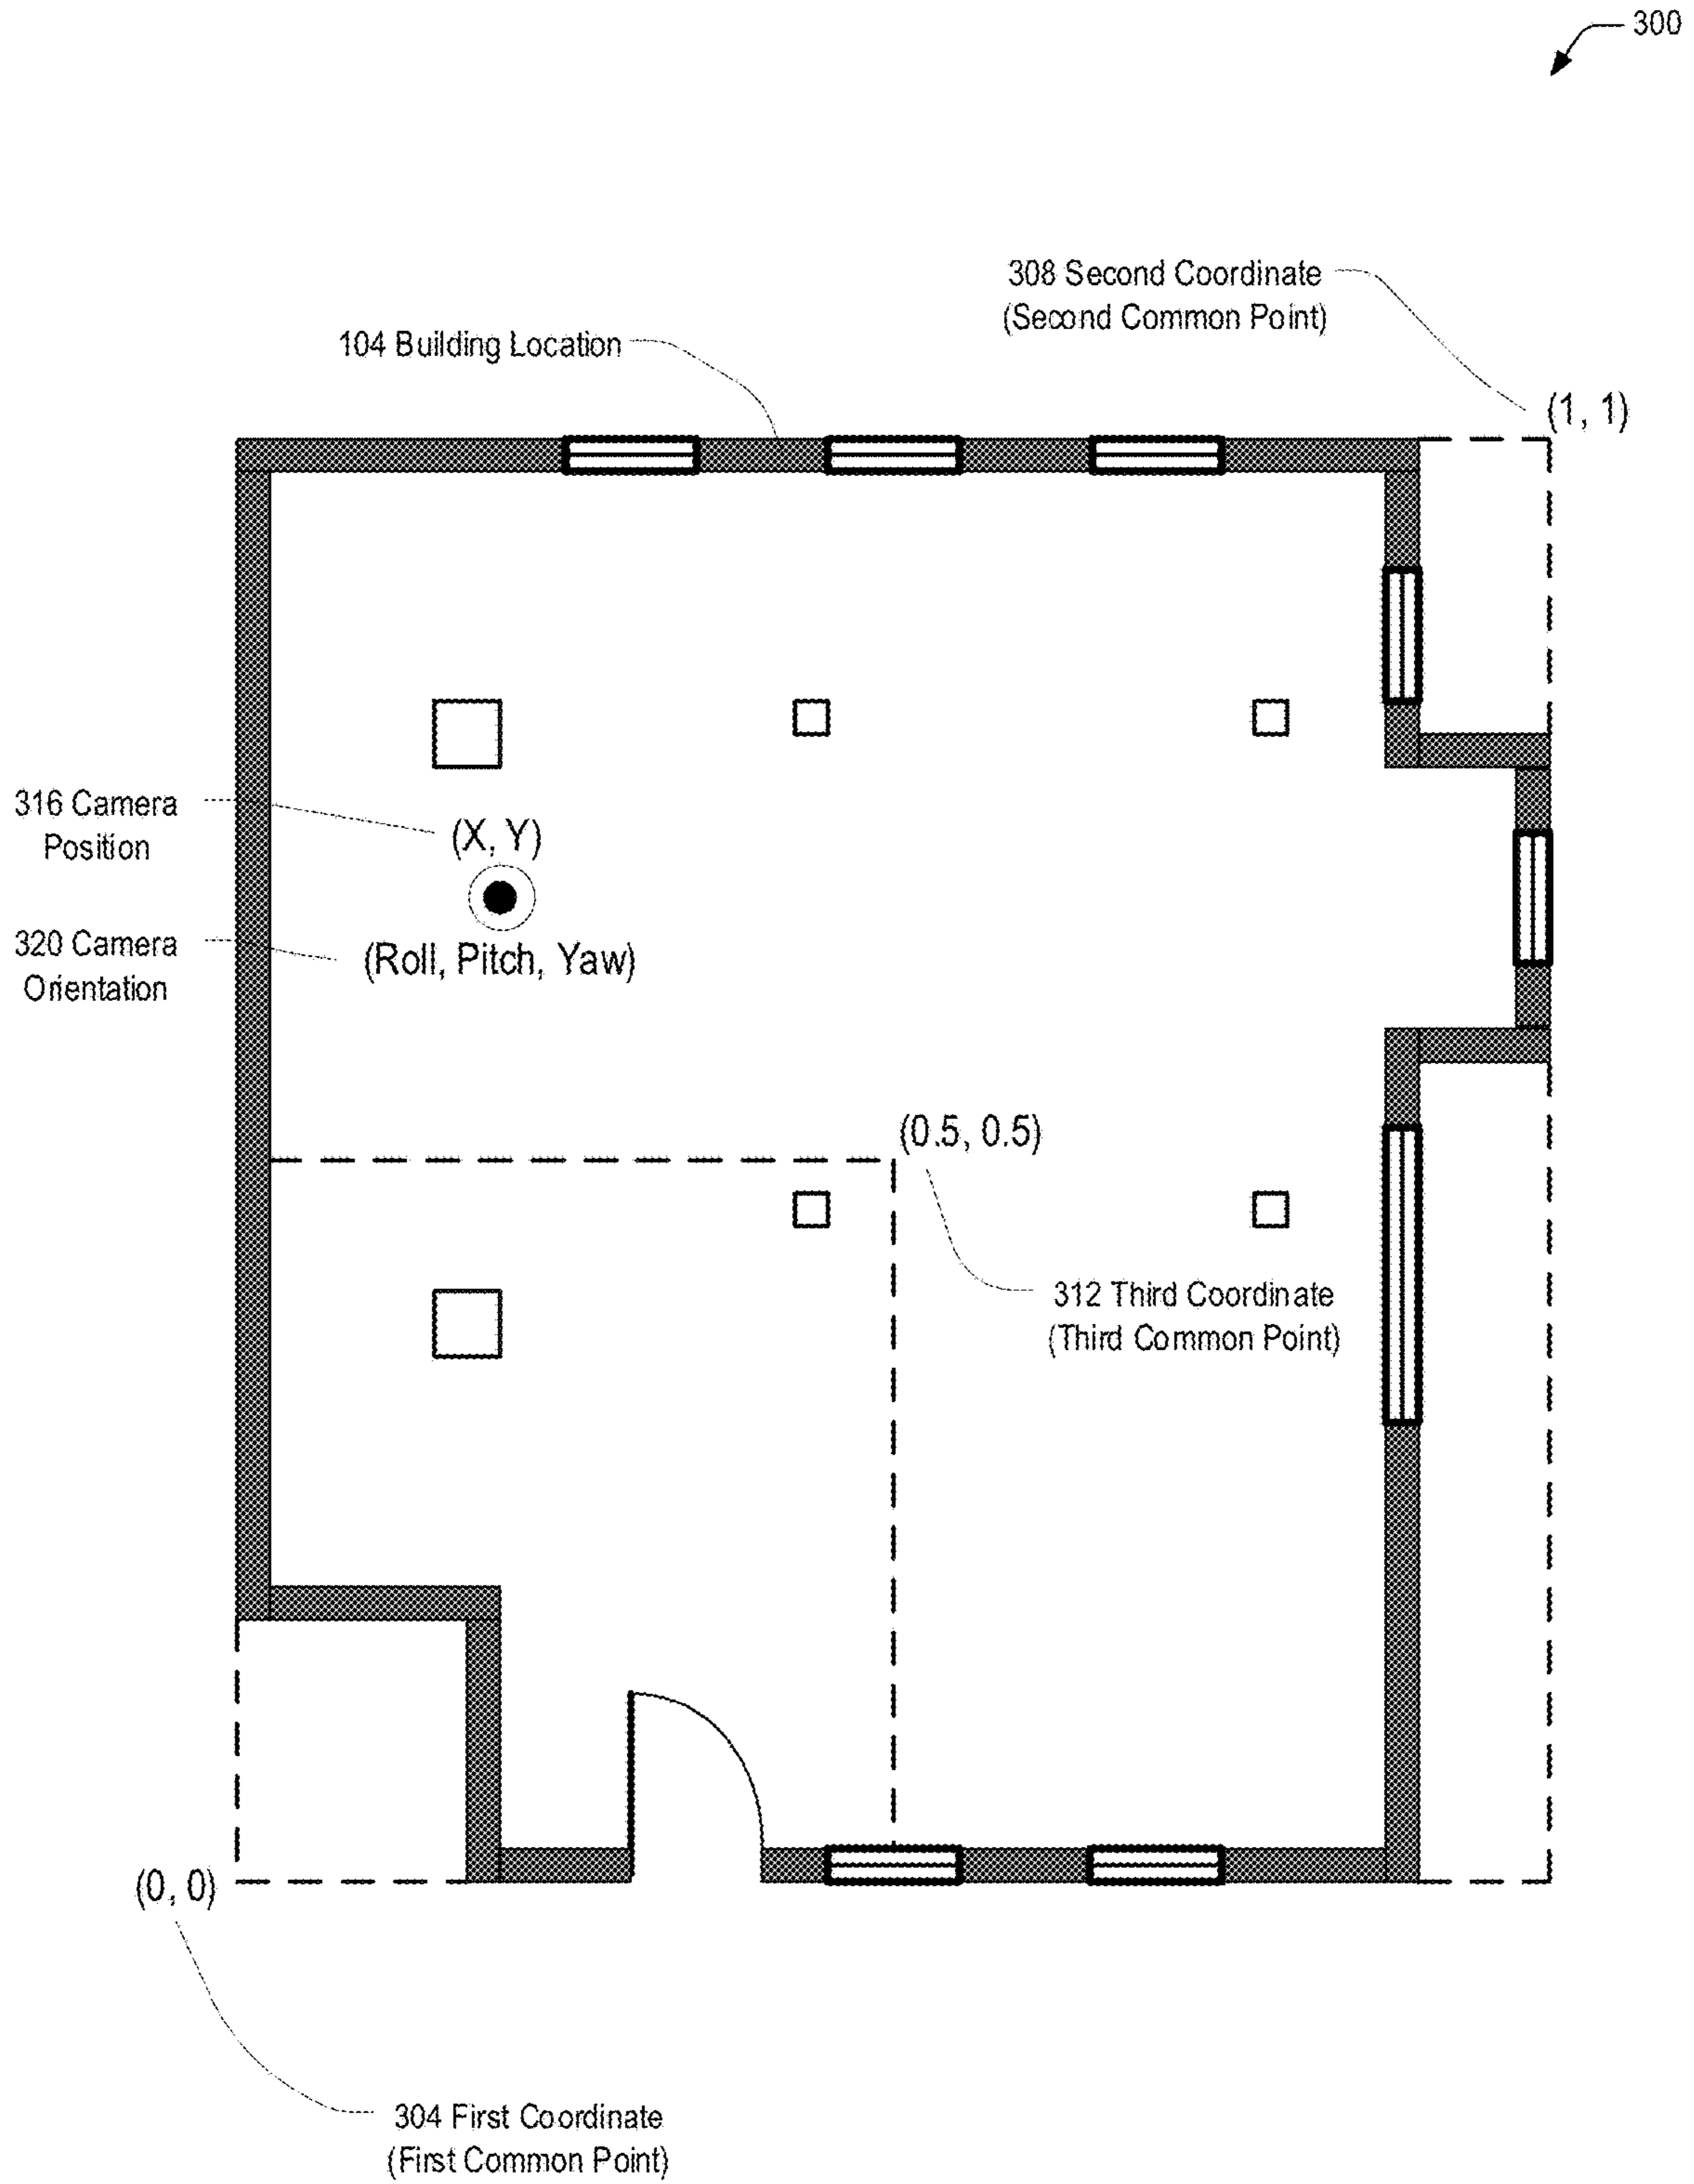 300
308 Second Coordinate
(Second Common Point)
104 Building Location
(1, 1)
316 Camera
Position
(X, Y)
320 Camera
Orientation
(Roll, Pitch, Yaw)
(0.5, 0.5)
312 Third Coordinate
(Third Common Point)
(0, 0)
304 First Coordinate
(First Common Point)